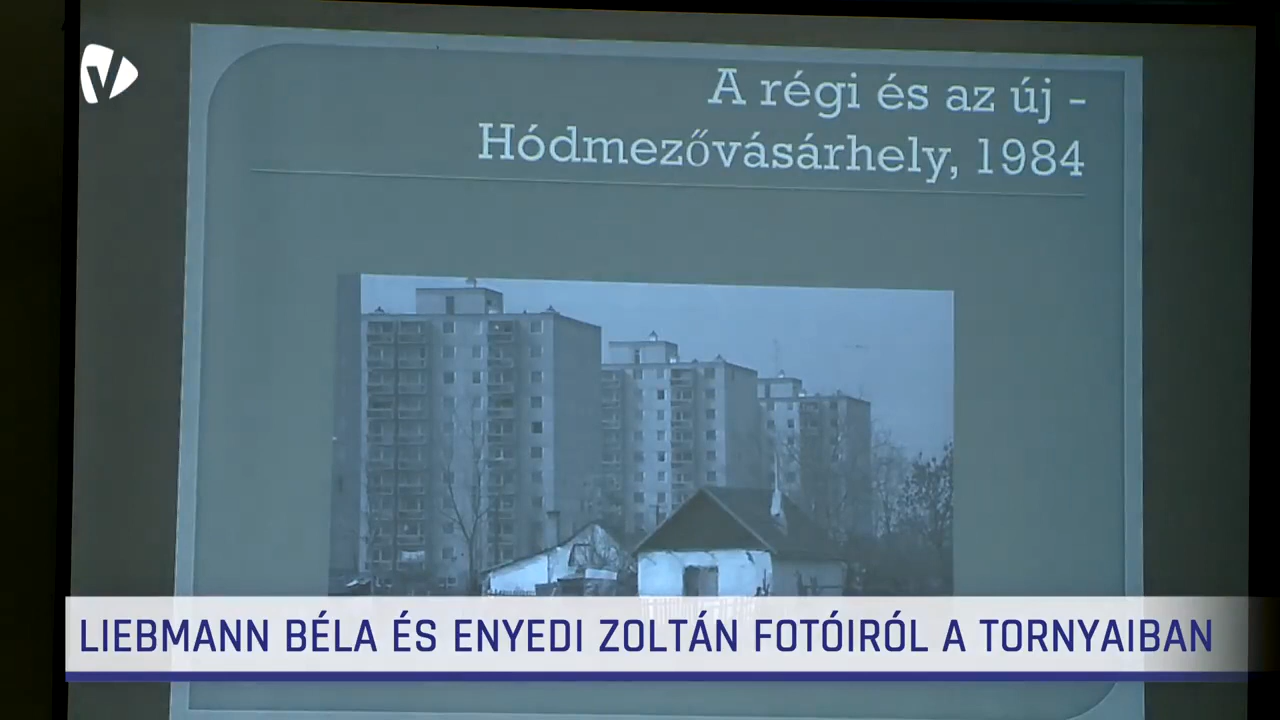 A régi és az új -
Hódmezővásárhely, 1984
LIEBMANN BÉLA ÉS ENYEDI ZOLTÁN FOTÓIRÓL A TORNYAIBAN